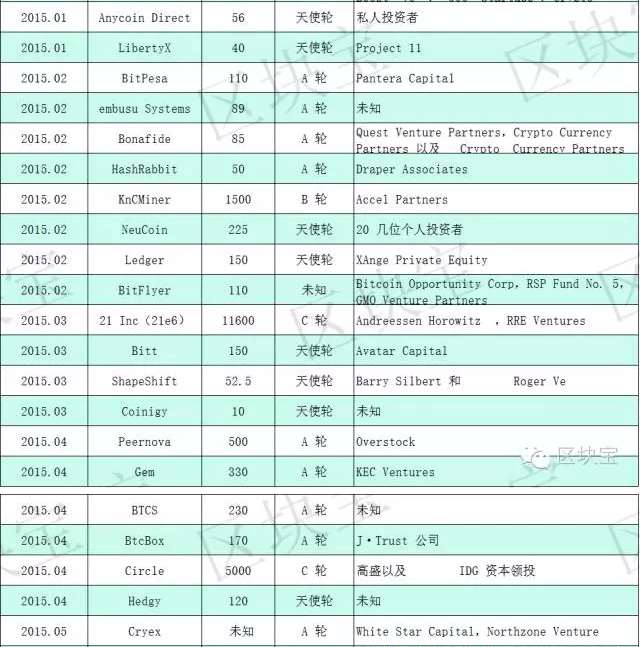 2015.01 Anycoin Direct 56 天使轮 私人投资者
2015.01 LibertyX 40 天使轮 Project 11
2015.02 BitPesa 110 A 轮 Pantera Capital
2015.02 embusu Systems 89 A 轮 未知
2015.02 Bonafide 85 A 轮 Quest Venture Partners，Crypto Currency
Partners 以及 Crypto Currency Partners
2015.02 HashRabbit 50 A 轮 Draper Associates
2015.02 KnCMiner 1500 B 轮 Accel Partners
2015.02 NeuCoin 225 天使轮 20 几位个人投资者
2015.02 Ledger 150 天使轮 XAnge Private Equity
2015.02 BitFlyer 110 未知 Bitcoin Opportunity Corp，RSP Fund No. 5，
GMO Venture Partners
2015.03 21 Inc（21e6） 11600 C 轮 Andreessen Horowitz ，RRE Ventures
2015.03 Bitt 150 天使轮 Avatar Capital
2015.03 ShapeShift 52.5 天使轮 Barry Silbert 和 Roger Ve
2015.03 Coinigy 10 天使轮 未知
2015.04 Peernova 500 A 轮 Overstock
2015.04 Gem 330 A 轮 KEC Ventures
区块宝
2015.04 BTCS 230 A 轮 未知
2015.04 BtcBox 170 A 轮 J·Trust 公司
2015.04 Circle 5000 C 轮 高盛以及 IDG 资本领投
2015.04 Hedgy 120 天使轮 未知
2015.05 Cryex 未知 A 轮 White Star Capital，Northzone Venture